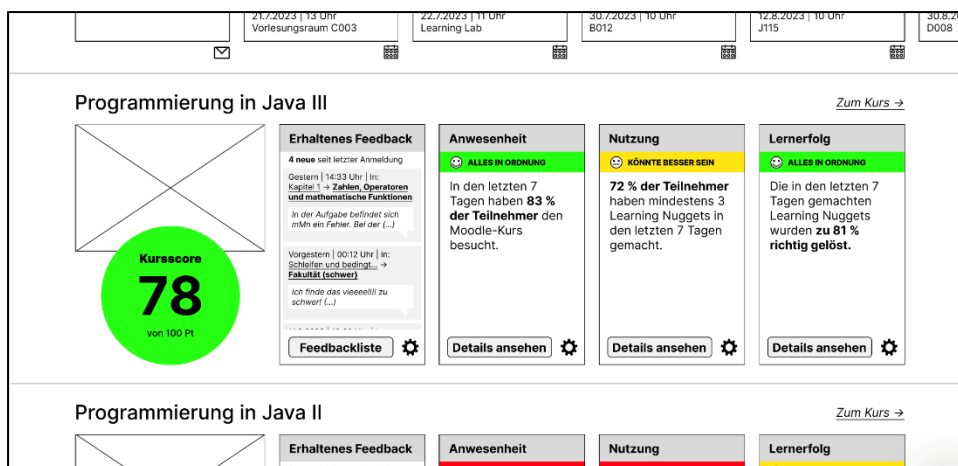 21.7.2023 | 13 Uhr
Vorlesungsraum C003
22.7.2023 | 11 Uhr
Learning Lab
30.7.2023 | 10 Uhr
B012
12.8.2023 | 10 Uhr
J115
30.8.2
D008
Programmierung in Java III
Zum Kurs →
Kursscore
78
von 100 Pt
Erhaltenes Feedback
4 neue seit letzter Anmeldung
Gestern | 14:33 Uhr | In:
Kapitel 1 → Zahlen, Operatoren
und mathematische Funktionen
In der Aufgabe befindet sich
mMn ein Fehler. Bei der (...)
Vorgestern | 00:12 Uhr | In:
Schleifen und bedingt... →
Fakultät (schwer)
Ich finde das vieeeellll zu
schwer! (...)
Feedbackliste
Anwesenheit
ALLES IN ORDNUNG
In den letzten 7
Tagen haben 83 %
der Teilnehmer den
Moodle-Kurs
besucht.
Details ansehen
Nutzung
KÖNNTE BESSER SEIN
72 % der Teilnehmer
haben mindestens 3
Learning Nuggets in
den letzten 7 Tagen
gemacht.
Details ansehen
Lernerfolg
ALLES IN ORDNUNG
Die in den letzten 7
Tagen gemachten
Learning Nuggets
wurden zu 81 %
richtig gelöst.
Details ansehen
Programmierung in Java II
Zum Kurs →
Erhaltenes Feedback
Anwesenheit
Nutzung
Lernerfolg